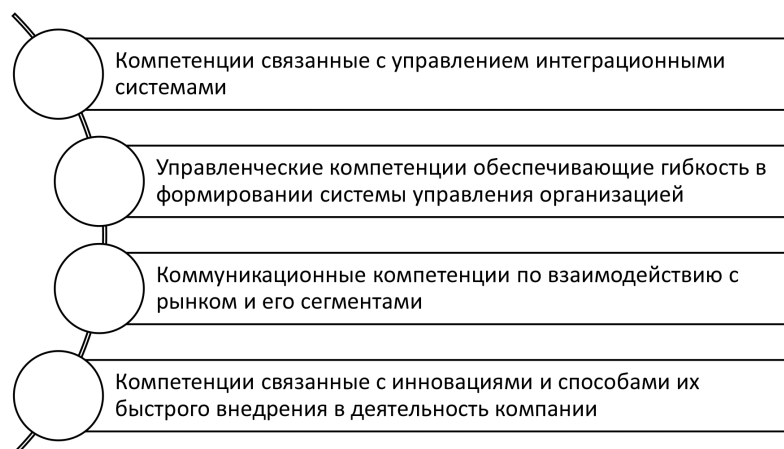 Компетенции связанные с управлением интеграционными
системами
Управленческие компетенции обеспечивающие гибкость в
формировании системы управления организацией
Коммуникационные компетенции по взаимодействию с
рынком и его сегментами
Компетенции связанные с инновациями и способами их
быстрого внедрения в деятельность компании